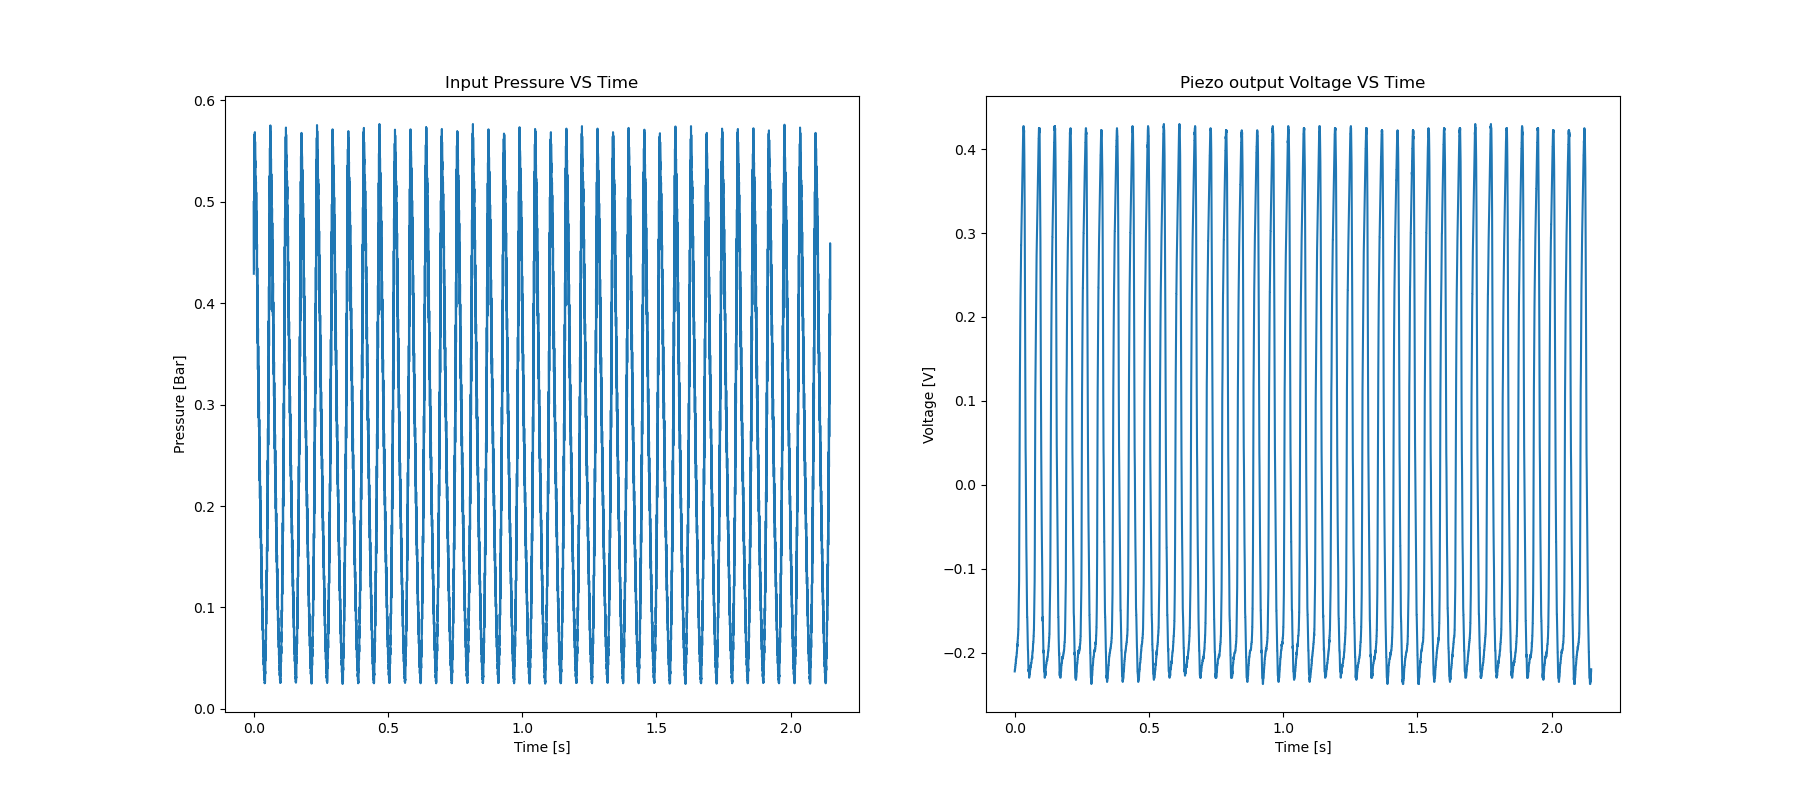 Input Pressure VS Time
0.6
0.5
0.4
0.3
0.2
0.1
0.0
Pressure [Bar]
0.0 0.5 1.0 1.5 2.0
Time [s]
Piezo output Voltage VS Time
0.4
0.3
0.2
0.1
0.0
−0.1
−0.2
Voltage [V]
0.0 0.5 1.0 1.5 2.0
Time [s]